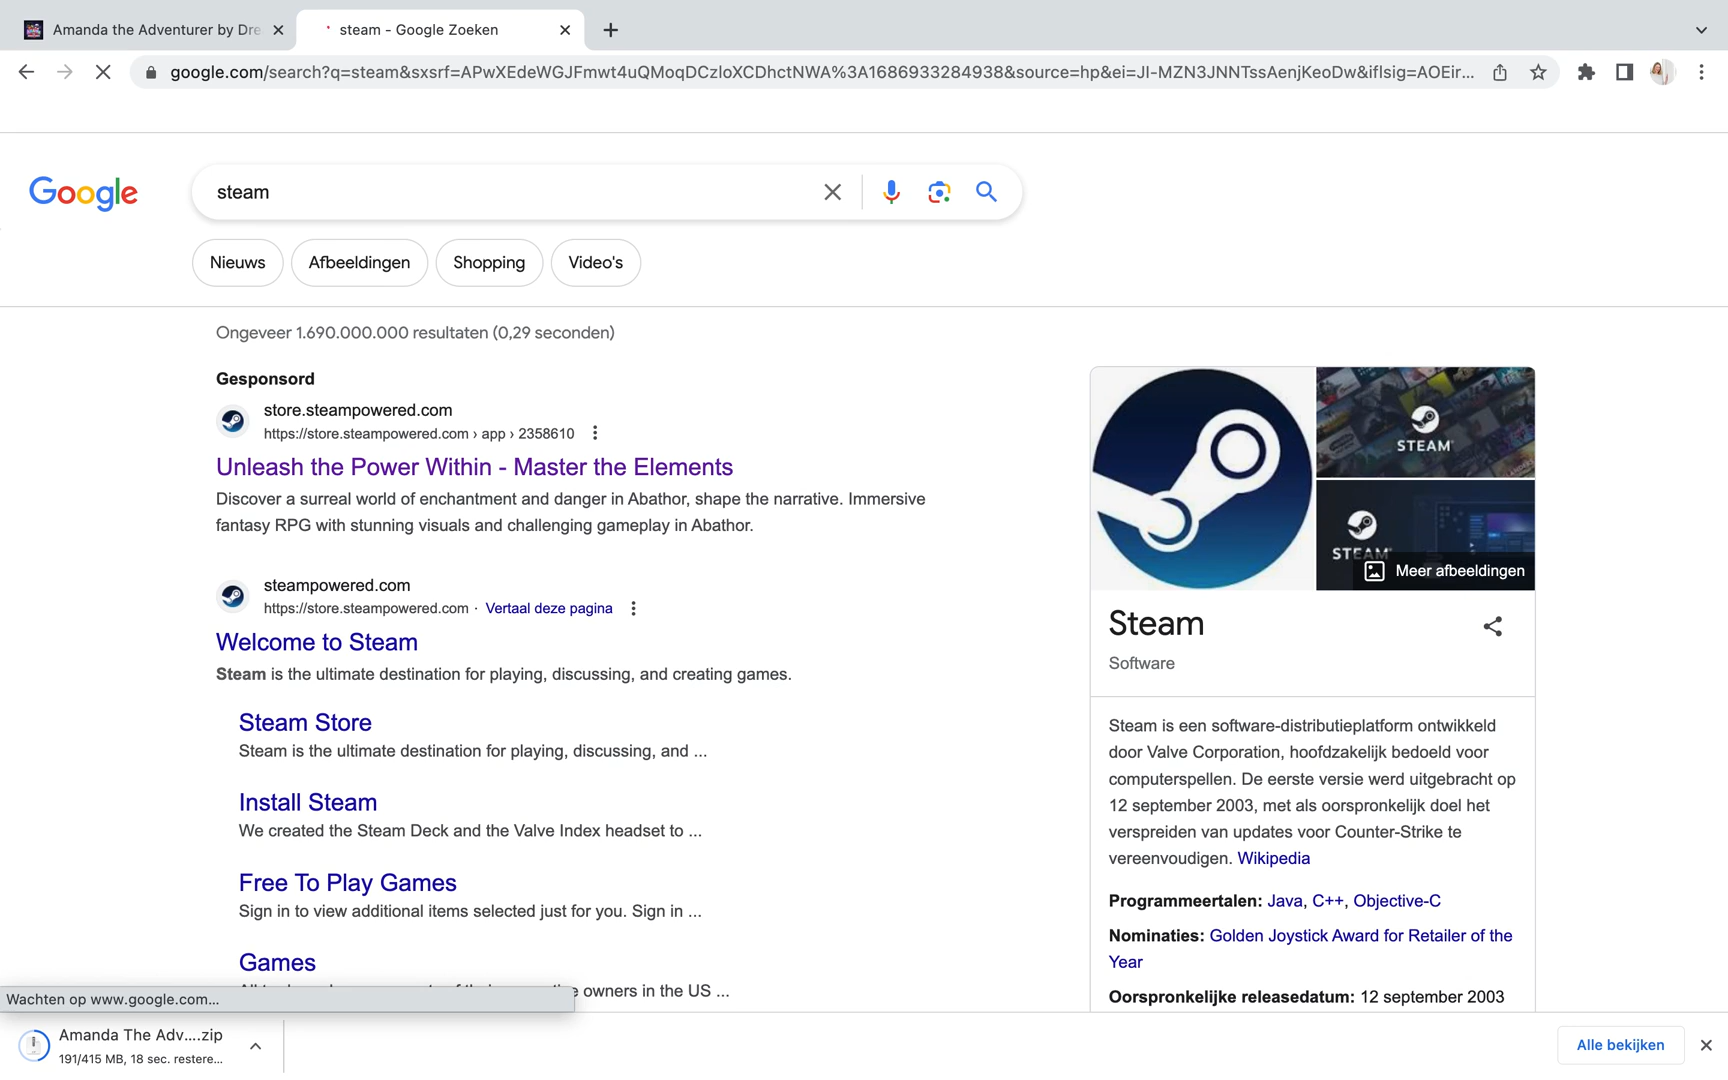 Amanda the Adventurer by Dre
steam - Google Zoeken
google.com/search?q=steam&sxsrf=APwXEdeWGJFmwt4uQMoqDCzloXCDhctNWA%3A1686933284938&source=hp&ei=JI-MZN3JNNTssAenjKeoDw&iflsig=AOEir...
Google
steam
Nieuws
Afbeeldingen
Shopping
Video's
Ongeveer 1.690.000.000 resultaten (0,29 seconden)
Gesponsord
store.steampowered.com
https://store.steampowered.com › app › 2358610
Unleash the Power Within - Master the Elements
Discover a surreal world of enchantment and danger in Abathor, shape the narrative. Immersive
fantasy RPG with stunning visuals and challenging gameplay in Abathor.
steampowered.com
https://store.steampowered.com · Vertaal deze pagina
Welcome to Steam
Steam is the ultimate destination for playing, discussing, and creating games.
Steam Store
Steam is the ultimate destination for playing, discussing, and ...
Install Steam
We created the Steam Deck and the Valve Index headset to ...
Free To Play Games
Sign in to view additional items selected just for you. Sign in ...
Games
owners in the US ...
STEAM
STEAM
Meer afbeeldingen
Steam
Software
Steam is een software-distributieplatform ontwikkeld
door Valve Corporation, hoofdzakelijk bedoeld voor
computerspellen. De eerste versie werd uitgebracht op
12 september 2003, met als oorspronkelijk doel het
verspreiden van updates voor Counter-Strike te
vereenvoudigen. Wikipedia
Programmeertalen: Java, C++, Objective-C
Nominaties: Golden Joystick Award for Retailer of the
Year
Oorspronkelijke releasedatum: 12 september 2003
Wachten op www.google.com...
Amanda The Adv....zip
191/415 MB, 18 sec. restere...
Alle bekijken